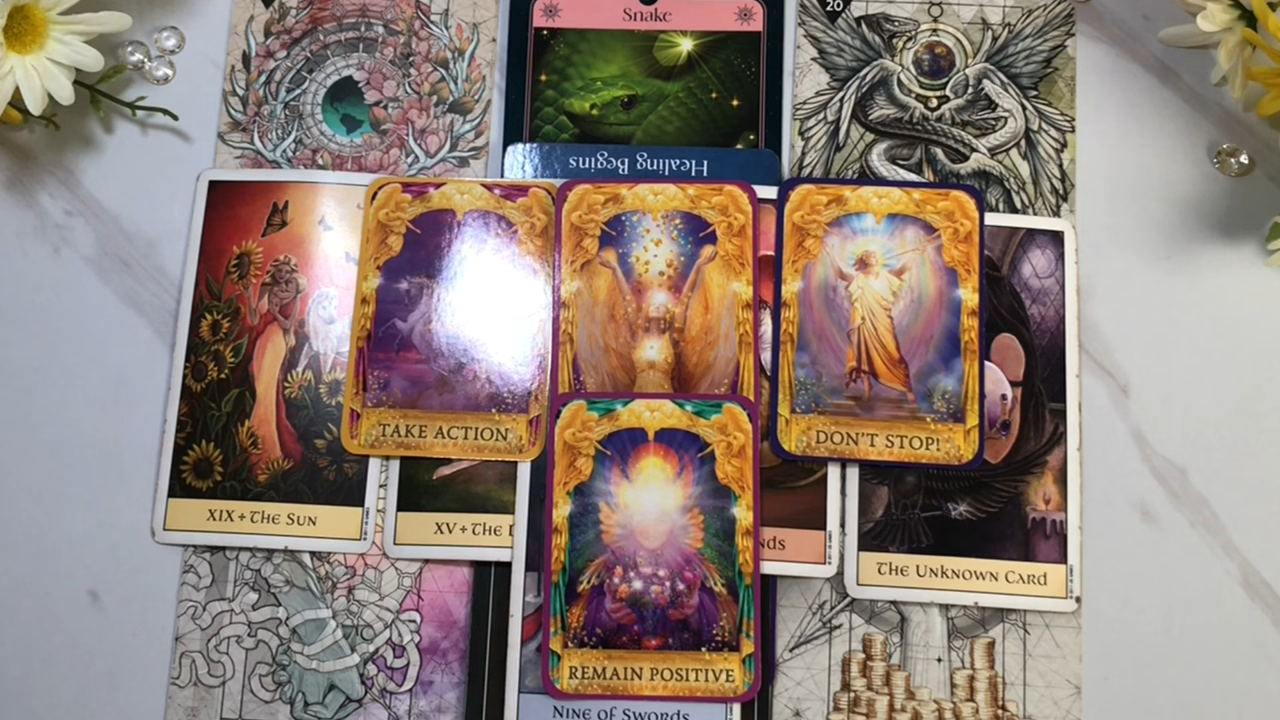 Snake
20
Healing Begins
TAKE ACTION
DON'T STOP!
XIX + THE SUN
XV + THE
THE UNKNOWN CARD
REMAIN POSITIVE
NINE OF SWORDS